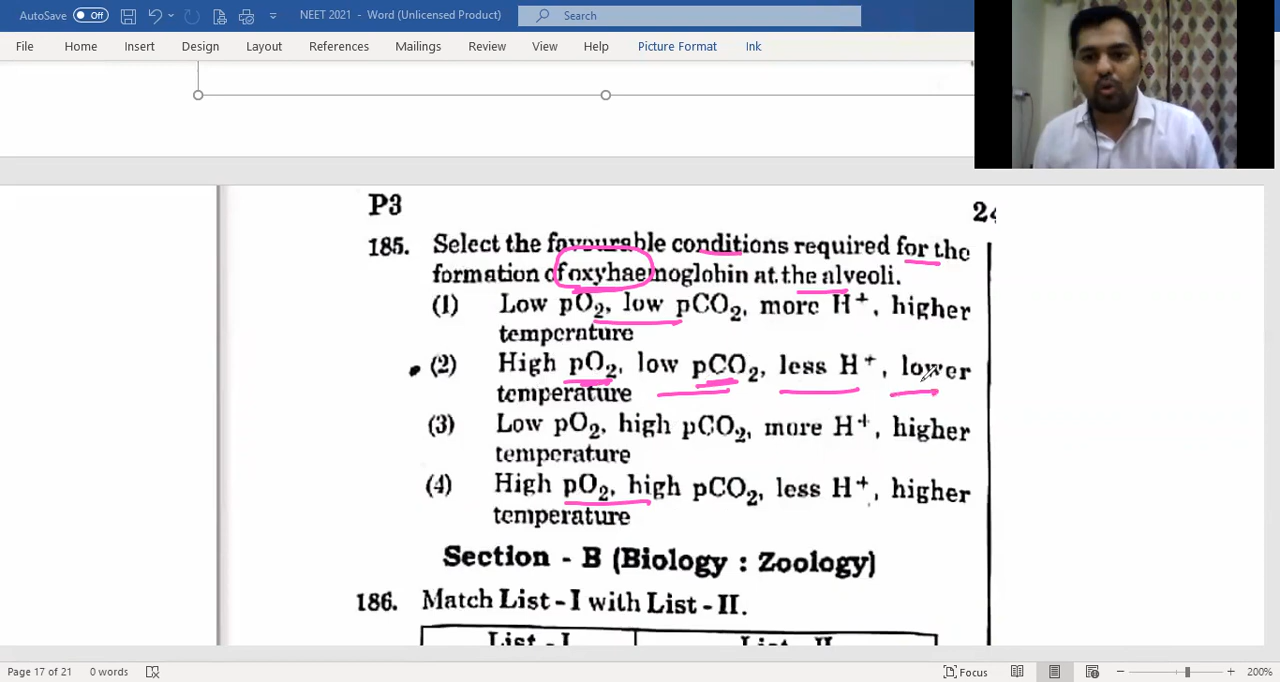 AutoSave Off NEET 2021 - Word (Unlicensed Product) Search
File Home Insert Design Layout References Mailings Review View Help Picture Format Ink
P3 24
185. Select the favourable conditions required for the
formation of oxyhaemoglobin at the alveoli.
(1) Low pO₂, low pCO₂, more H⁺, higher
temperature
(2) High pO₂, low pCO₂, less H⁺, lower
temperature
(3) Low pO₂, high pCO₂, more H⁺, higher
temperature
(4) High pO₂, high pCO₂, less H⁺, higher
temperature
Section - B (Biology : Zoology)
186. Match List - I with List - II.
List - I List - II
Page 17 of 21 0 words Focus 200%